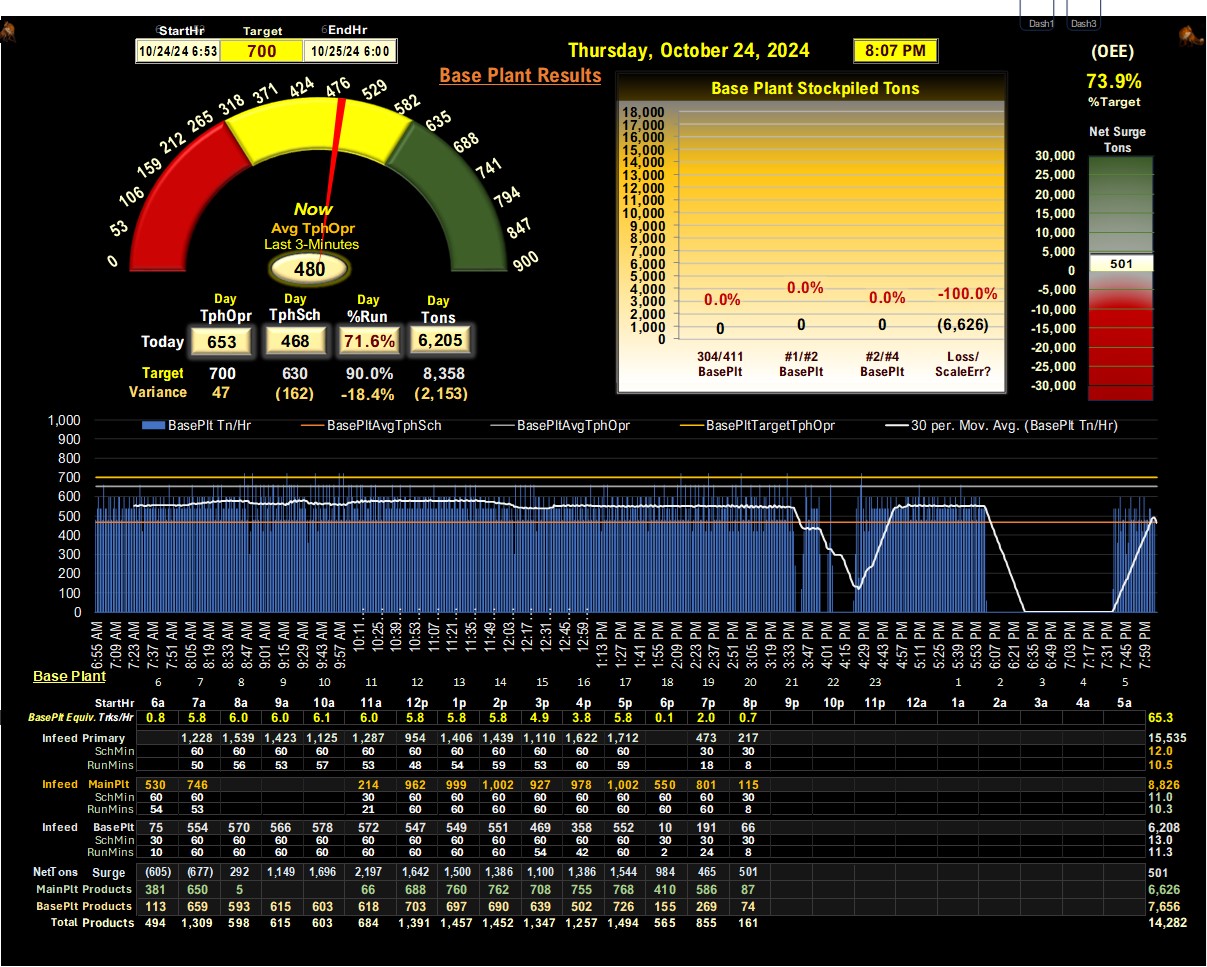 Dash1 Dash3
StartHr Target EndHr
10/24/24 6:53 700 10/25/24 6:00
Thursday, October 24, 2024 8:07 PM
(OEE)
73.9%
%Target
Base Plant Results
0 53 106 159 212 265 318 371 424 476 529 582 635 688 741 794 847 900
Now
Avg TphOpr
Last 3-Minutes
480
Day Day Day Day
TphOpr TphSch %Run Tons
Today 653 468 71.6% 6,205
Target 700 630 90.0% 8,358
Variance 47 (162) -18.4% (2,153)
Base Plant Stockpiled Tons
18,000
17,000
16,000
15,000
14,000
13,000
12,000
11,000
10,000
9,000
8,000
7,000
6,000
5,000
4,000
3,000
2,000
1,000
0
0.0% 0.0% 0.0% -100.0%
0 0 0 (6,626)
304/411 #1/#2 #2/#4 Loss/
BasePlt BasePlt BasePlt ScaleErr?
Net Surge
Tons
30,000
25,000
20,000
15,000
10,000
5,000
0
501
-5,000
-10,000
-15,000
-20,000
-25,000
-30,000
BasePlt Tn/Hr BasePltAvgTphSch BasePltAvgTphOpr BasePltTargetTphOpr 30 per. Mov. Avg. (BasePlt Tn/Hr)
1,000
900
800
700
600
500
400
300
200
100
0
6:55 AM 7:09 AM 7:23 AM 7:37 AM 7:51 AM 8:05 AM 8:19 AM 8:33 AM 8:47 AM 9:01 AM 9:15 AM 9:29 AM 9:43 AM 9:57 AM 10:11… 10:25… 10:39… 10:53… 11:07… 11:21… 11:35… 11:49… 12:03… 12:17… 12:31… 12:45… 12:59… 1:13 PM 1:27 PM 1:41 PM 1:55 PM 2:09 PM 2:23 PM 2:37 PM 2:51 PM 3:05 PM 3:19 PM 3:33 PM 3:47 PM 4:01 PM 4:15 PM 4:29 PM 4:43 PM 4:57 PM 5:11 PM 5:25 PM 5:39 PM 5:53 PM 6:07 PM 6:21 PM 6:35 PM 6:49 PM 7:03 PM 7:17 PM 7:31 PM 7:45 PM 7:59 PM
Base Plant
6 7 8 9 10 11 12 13 14 15 16 17 18 19 20 21 22 23 1 2 3 4 5
StartHr 6a 7a 8a 9a 10a 11a 12p 1p 2p 3p 4p 5p 6p 7p 8p 9p 10p 11p 12a 1a 2a 3a 4a 5a
BasePlt Equiv. Trks/Hr 0.8 5.8 6.0 6.0 6.1 6.0 5.8 5.8 5.8 4.9 3.8 5.8 0.1 2.0 0.7 65.3
Infeed Primary 1,228 1,539 1,423 1,125 1,287 954 1,406 1,439 1,110 1,622 1,712 473 217 15,535
SchMin 60 60 60 60 60 60 60 60 60 60 60 30 30 12.0
RunMins 50 56 53 57 53 48 54 59 53 60 59 18 8 10.5
Infeed MainPlt 530 746 214 962 999 1,002 927 978 1,002 550 801 115 8,826
SchMin 60 60 30 60 60 60 60 60 60 60 60 30 11.0
RunMins 54 53 21 60 60 60 60 60 60 60 60 8 10.3
Infeed BasePlt 75 554 570 566 578 572 547 549 551 469 358 552 10 191 66 6,208
SchMin 30 60 60 60 60 60 60 60 60 60 60 60 30 30 30 13.0
RunMins 10 60 60 60 60 60 60 60 60 54 42 60 2 24 8 11.3
NetTons Surge (605) (677) 292 1,149 1,696 2,197 1,642 1,500 1,386 1,100 1,386 1,544 984 465 501 501
MainPlt Products 381 650 5 66 688 760 762 708 755 768 410 586 87 6,626
BasePlt Products 113 659 593 615 603 618 703 697 690 639 502 726 155 269 74 7,656
Total Products 494 1,309 598 615 603 684 1,391 1,457 1,452 1,347 1,257 1,494 565 855 161 14,282